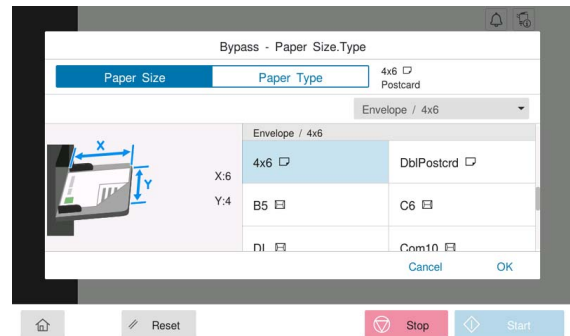 Bypass - Paper Size.Type
Paper Size
Paper Type
4x6
Postcard
Envelope / 4x6
Envelope / 4x6
X
Y
X:6
Y:4
4x6
DblPostcrd
B5
C6
DL
Com10
Cancel
OK
Reset
Stop
Start